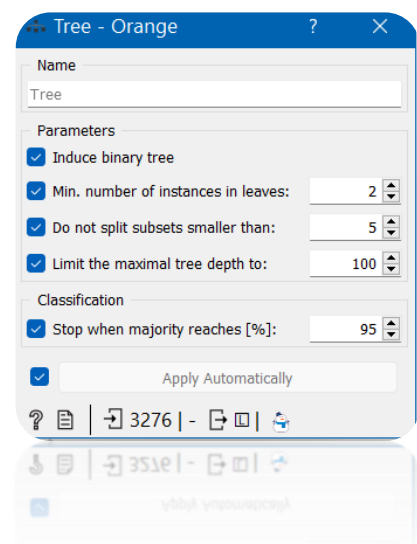 Tree - Orange ? ×
Name
Tree
Parameters
Induce binary tree
Min. number of instances in leaves: 2
Do not split subsets smaller than: 5
Limit the maximal tree depth to: 100
Classification
Stop when majority reaches [%]: 95
Apply Automatically
? 3276 | - L |